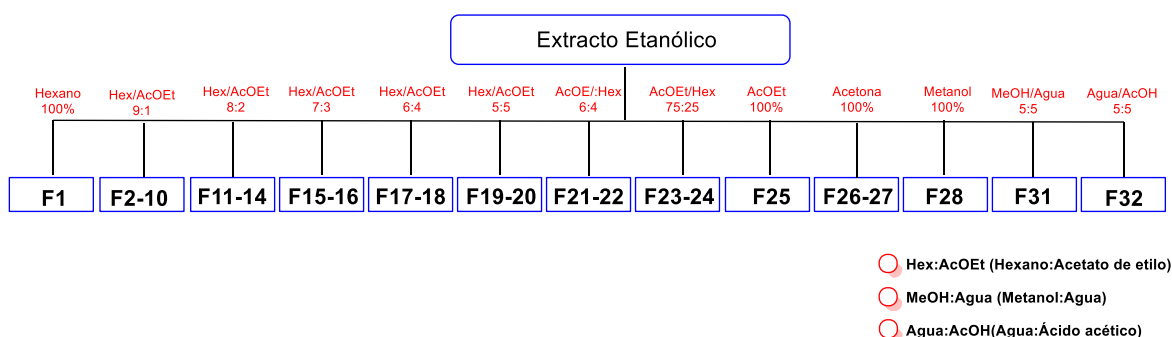 Extracto Etanólico
Hexano
100%
Hex/AcOEt
9:1
Hex/AcOEt
8:2
Hex/AcOEt
7:3
Hex/AcOEt
6:4
Hex/AcOEt
5:5
AcOE/:Hex
6:4
AcOEt/Hex
75:25
AcOEt
100%
Acetona
100%
Metanol
100%
MeOH/Agua
5:5
Agua/AcOH
5:5
F1
F2-10
F11-14
F15-16
F17-18
F19-20
F21-22
F23-24
F25
F26-27
F28
F31
F32
Hex:AcOEt (Hexano:Acetato de etilo)
MeOH:Agua (Metanol:Agua)
Agua:AcOH(Agua:Ácido acético)